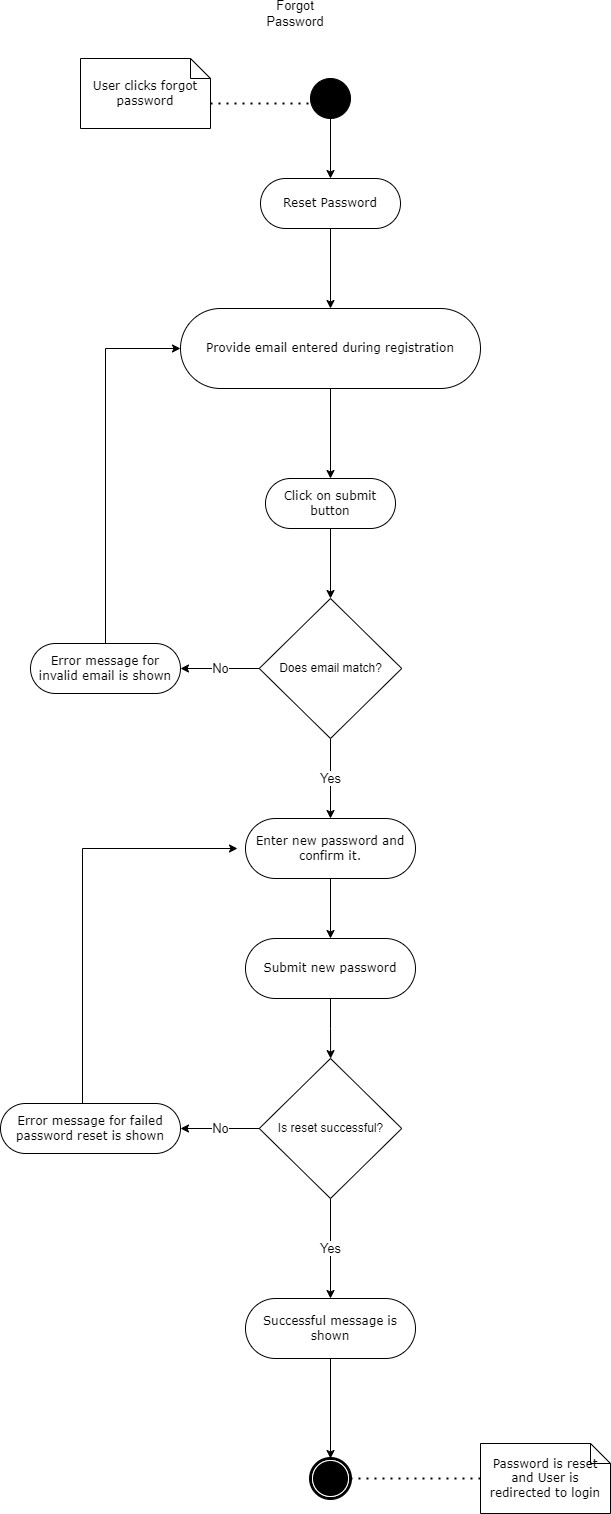 Forgot
Password
User clicks forgot
password
Reset Password
Provide email entered during registration
Click on submit
button
Does email match?
No
Error message for
invalid email is shown
Yes
Enter new password and
confirm it.
Submit new password
Is reset successful?
No
Error message for failed
password reset is shown
Yes
Successful message is
shown
Password is reset
and User is
redirected to login